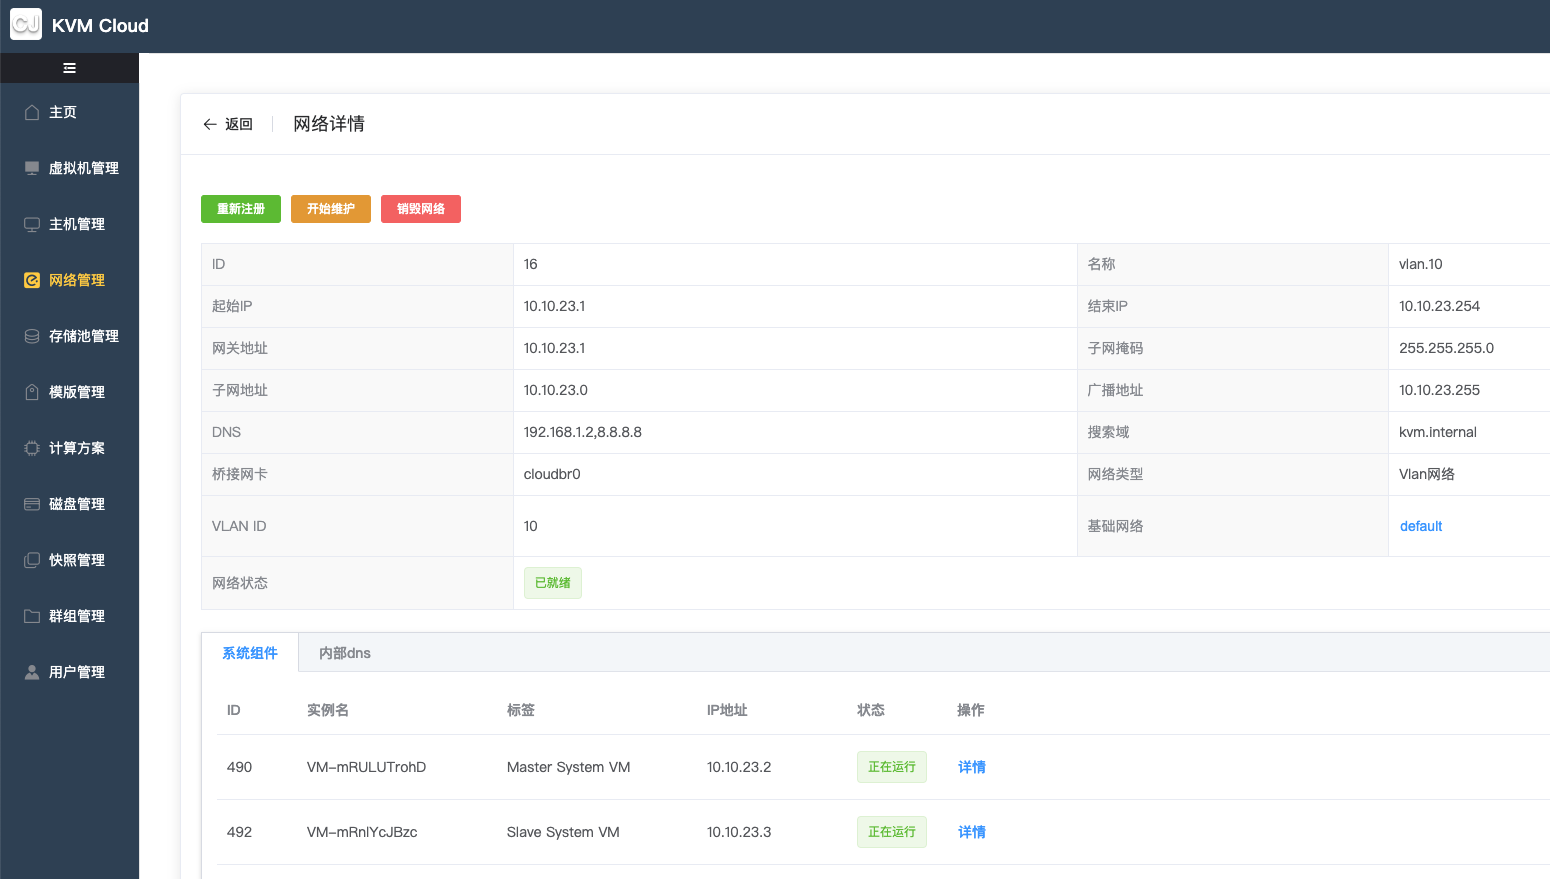 CJ KVM Cloud
主页
虚拟机管理
主机管理
网络管理
存储池管理
模版管理
计算方案
磁盘管理
快照管理
群组管理
用户管理
返回 网络详情
重新注册 开始维护 销毁网络
ID 16 名称 vlan.10
起始IP 10.10.23.1 结束IP 10.10.23.254
网关地址 10.10.23.1 子网掩码 255.255.255.0
子网地址 10.10.23.0 广播地址 10.10.23.255
DNS 192.168.1.2,8.8.8.8 搜索域 kvm.internal
桥接网卡 cloudbr0 网络类型 Vlan网络
VLAN ID 10 基础网络 default
网络状态 已就绪
系统组件 内部dns
ID 实例名 标签 IP地址 状态 操作
490 VM-mRULUTrohD Master System VM 10.10.23.2 正在运行 详情
492 VM-mRnlYcJBzc Slave System VM 10.10.23.3 正在运行 详情